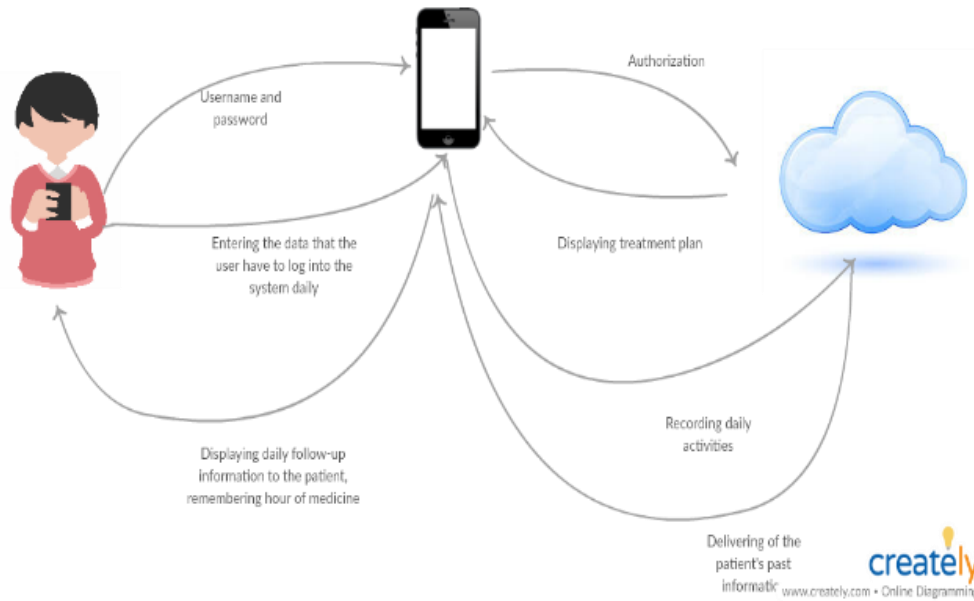 Username and
password
Authorization
Entering the data that the
user have to log into the
system daily
Displaying treatment plan
Displaying daily follow-up
information to the patient,
remembering hour of medicine
Recording daily
activities
Delivering of the
patient's past
informatic
creately
www.creately.com • Online Diagramming